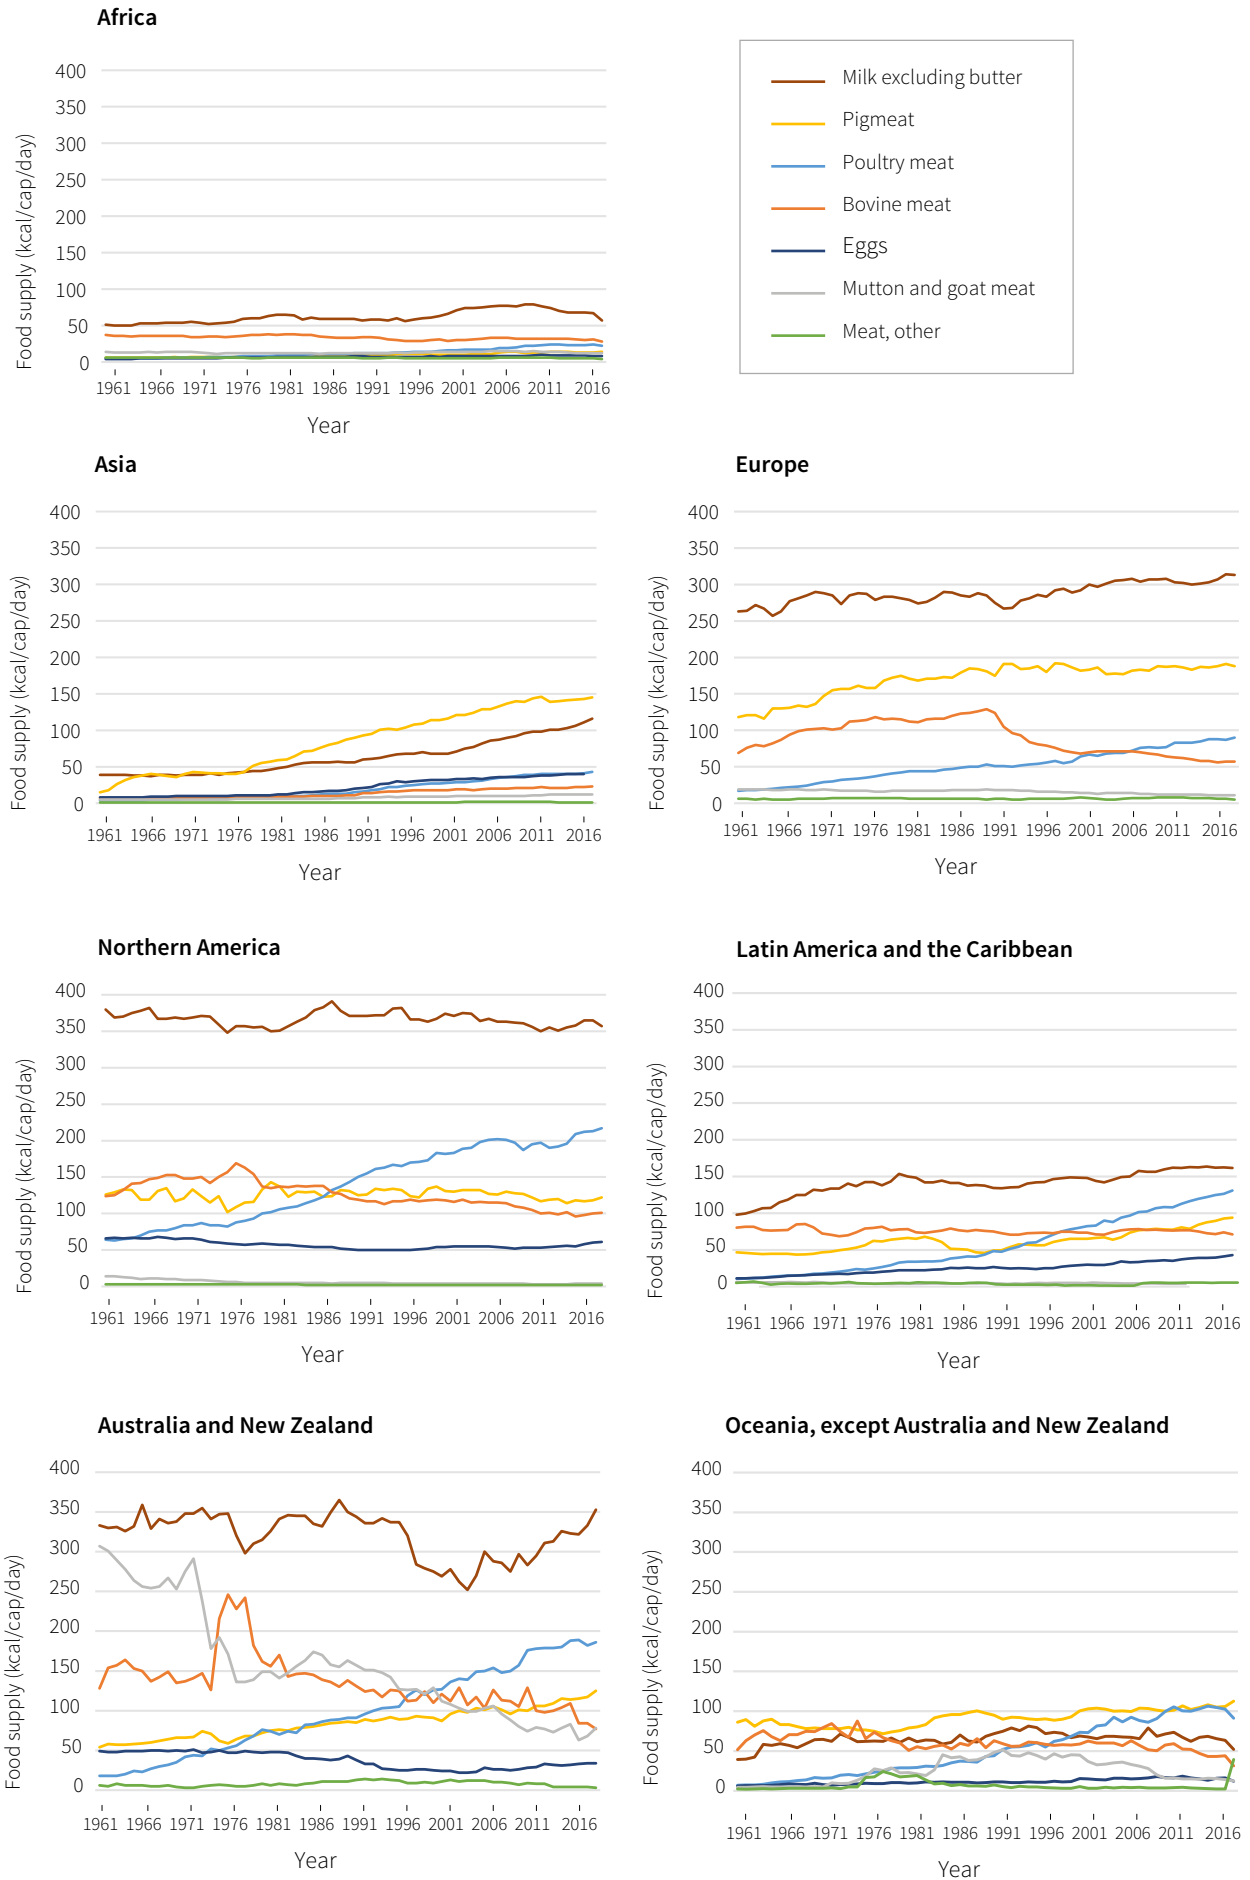 Africa
400
350
300
250
200
150
100
50
0
Food supply (kcal/cap/day)
1961 1966 1971 1976 1981 1986 1991 1996 2001 2006 2011 2016
Year
Milk excluding butter
Pigmeat
Poultry meat
Bovine meat
Eggs
Mutton and goat meat
Meat, other
Asia
400
350
300
250
200
150
100
50
0
Food supply (kcal/cap/day)
1961 1966 1971 1976 1981 1986 1991 1996 2001 2006 2011 2016
Year
Europe
400
350
300
250
200
150
100
50
0
Food supply (kcal/cap/day)
1961 1966 1971 1976 1981 1986 1991 1996 2001 2006 2011 2016
Year
Northern America
400
350
300
250
200
150
100
50
0
Food supply (kcal/cap/day)
1961 1966 1971 1976 1981 1986 1991 1996 2001 2006 2011 2016
Year
Latin America and the Caribbean
400
350
300
250
200
150
100
50
0
Food supply (kcal/cap/day)
1961 1966 1971 1976 1981 1986 1991 1996 2001 2006 2011 2016
Year
Australia and New Zealand
400
350
300
250
200
150
100
50
0
Food supply (kcal/cap/day)
1961 1966 1971 1976 1981 1986 1991 1996 2001 2006 2011 2016
Year
Oceania, except Australia and New Zealand
400
350
300
250
200
150
100
50
0
Food supply (kcal/cap/day)
1961 1966 1971 1976 1981 1986 1991 1996 2001 2006 2011 2016
Year